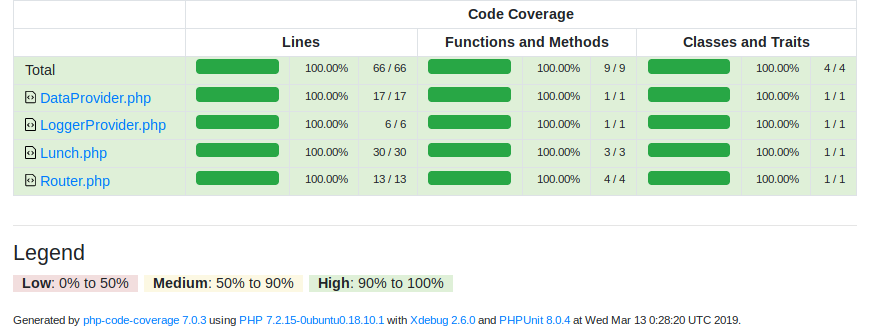 Code Coverage
Lines Functions and Methods Classes and Traits
Total 100.00% 66 / 66 100.00% 9 / 9 100.00% 4 / 4
DataProvider.php 100.00% 17 / 17 100.00% 1 / 1 100.00% 1 / 1
LoggerProvider.php 100.00% 6 / 6 100.00% 1 / 1 100.00% 1 / 1
Lunch.php 100.00% 30 / 30 100.00% 3 / 3 100.00% 1 / 1
Router.php 100.00% 13 / 13 100.00% 4 / 4 100.00% 1 / 1
Legend
Low: 0% to 50% Medium: 50% to 90% High: 90% to 100%
Generated by php-code-coverage 7.0.3 using PHP 7.2.15-0ubuntu0.18.10.1 with Xdebug 2.6.0 and PHPUnit 8.0.4 at Wed Mar 13 0:28:20 UTC 2019.